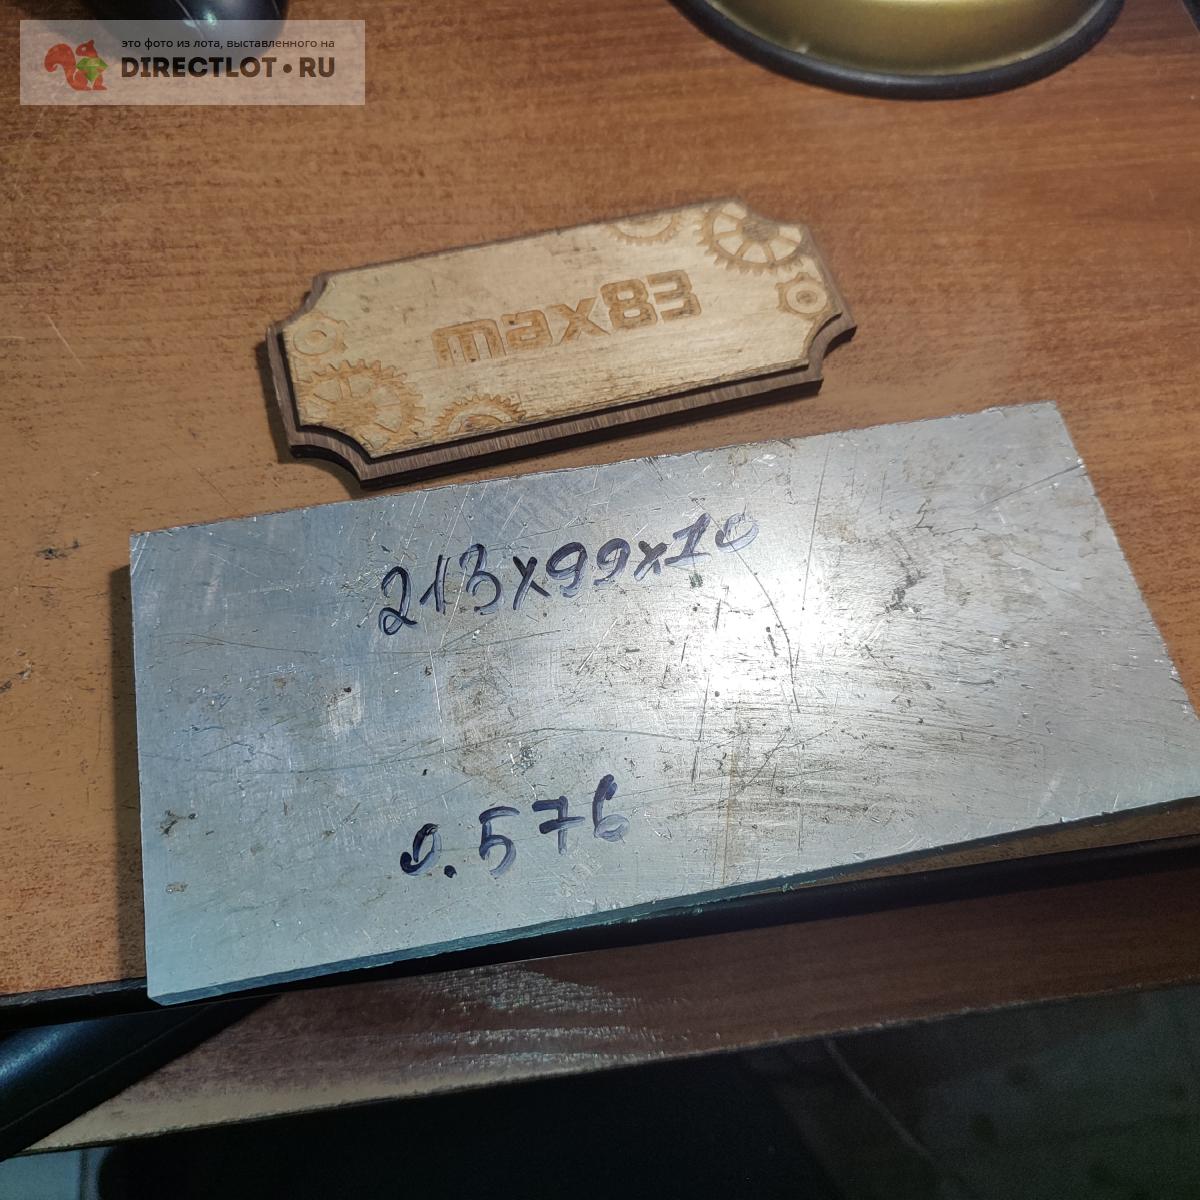 это фото из лота, выставленного на
DIRECTLOT•RU
max83
213x99x10
0.576